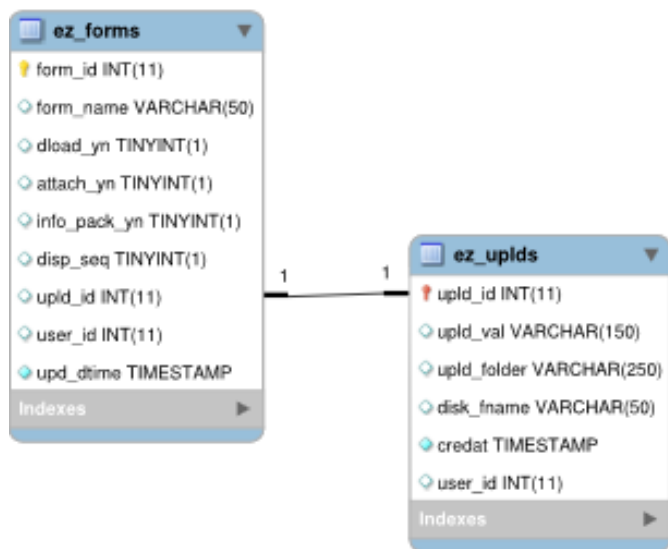 ez_forms
form_id INT(11)
form_name VARCHAR(50)
dload_yn TINYINT(1)
attach_yn TINYINT(1)
info_pack_yn TINYINT(1)
disp_seq TINYINT(1)
upld_id INT(11)
user_id INT(11)
upd_dtime TIMESTAMP
Indexes
1
1
ez_uplds
upld_id INT(11)
upld_val VARCHAR(150)
upld_folder VARCHAR(250)
disk_fname VARCHAR(50)
credat TIMESTAMP
user_id INT(11)
Indexes